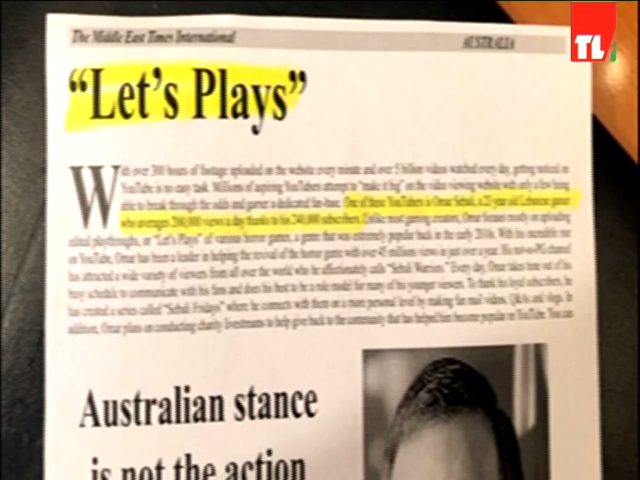 The Middle East Times International
AUSTRALIA
TL
"Let's Plays"
With over 300 hours of footage uploaded on the website every minute and over 5 billion videos watched every day, getting noticed on
YouTube is no easy task. Millions of aspiring YouTubers attempt to "make it big" on the video viewing website with only a few being
able to break through the odds and garner a dedicated fan-base. One of these YouTubers is Omar Sebali, a 22 year old Lebanese gamer
who averages 200,000 views a day thanks to his 240,000 subscribers. Unlike most gaming creators, Omar focuses mostly on uploading
edited playthroughs, or "Let's Plays" of various horror games, a game that was extremely popular back in the early 2010s. With his incredible rise
on YouTube, Omar has been a leader in helping the revival of the horror game with over 45 million views in just over a year. His not-so-PG channel
has attracted a wide variety of viewers from all over the world who he affectionately calls "Sebali Warriors." Every day, Omar takes time out of his
busy schedule to communicate with his fans and does his best to be a role model for many of his younger viewers. To thank his loyal subscribers, he
has created a series called "Sebali Fridays" where he connects with them on a more personal level by making fan mail videos, Q&As and vlogs. In
addition, Omar plans on conducting charity livestreams to help give back to the community that has helped him become popular on YouTube. You can
Australian stance
is not the action